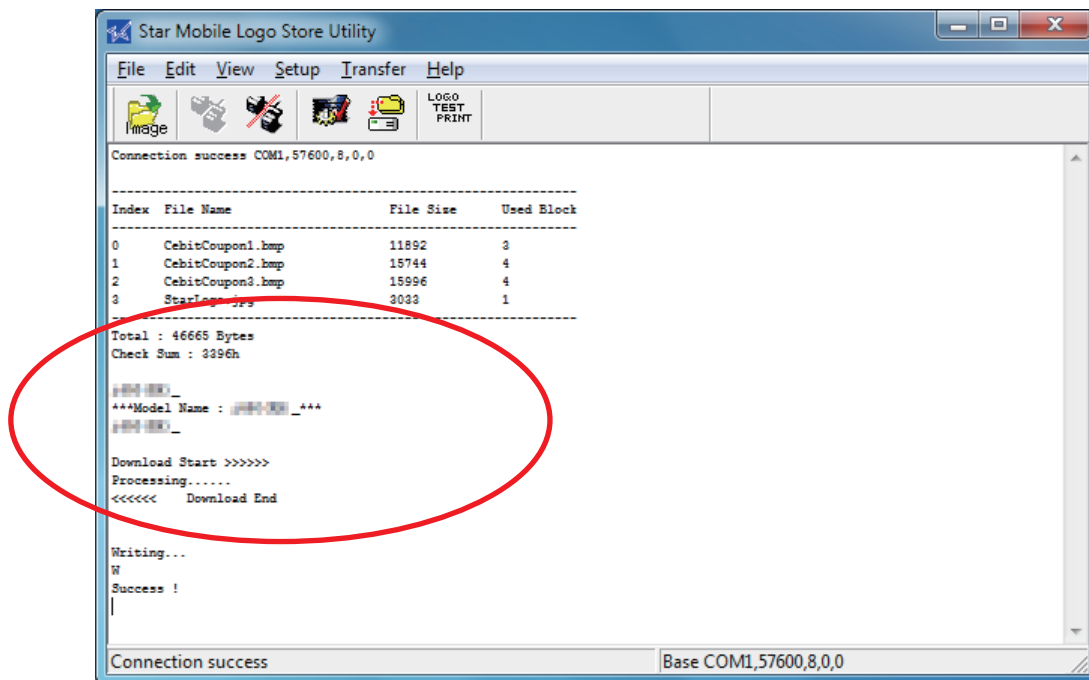 Star Mobile Logo Store Utility
File Edit View Setup Transfer Help
Image
LOGO
TEST
PRINT
Connection success COM1,57600,8,0,0
------------------------------------------------------------------
Index File Name File Size Used Block
------------------------------------------------------------------
0 CebitCoupon1.bmp 11892 3
1 CebitCoupon2.bmp 15744 4
2 CebitCoupon3.bmp 15996 4
3 StarLogo.jpg 3033 1
------------------------------------------------------------------
Total : 46665 Bytes
Check Sum : 3396h
_
***Model Name : _***
_
Download Start >>>>>>
Processing......
<<<<<< Download End
Writing...
W
Success !
Connection success
Base COM1,57600,8,0,0